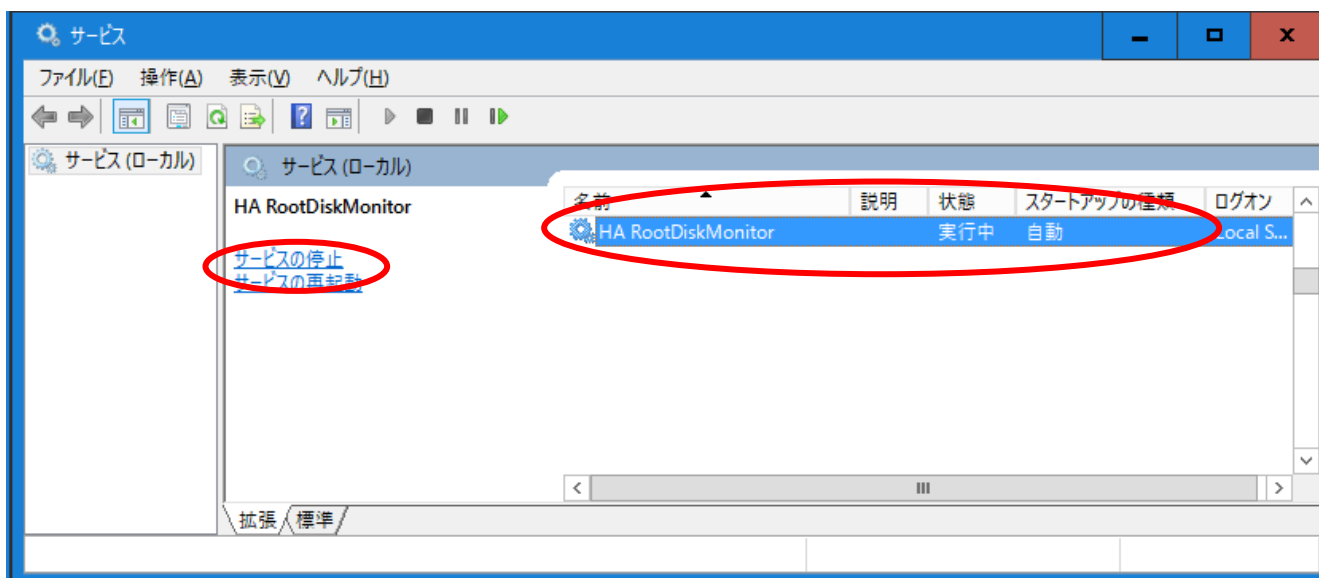 サービス
ファイル(F) 操作(A) 表示(V) ヘルプ(H)
サービス (ローカル)
サービス (ローカル)
HA RootDiskMonitor
サービスの停止
サービスの再起動
名前 説明 状態 スタートアップの種類 ログオン
HA RootDiskMonitor 実行中 自動 Local S...
拡張 標準